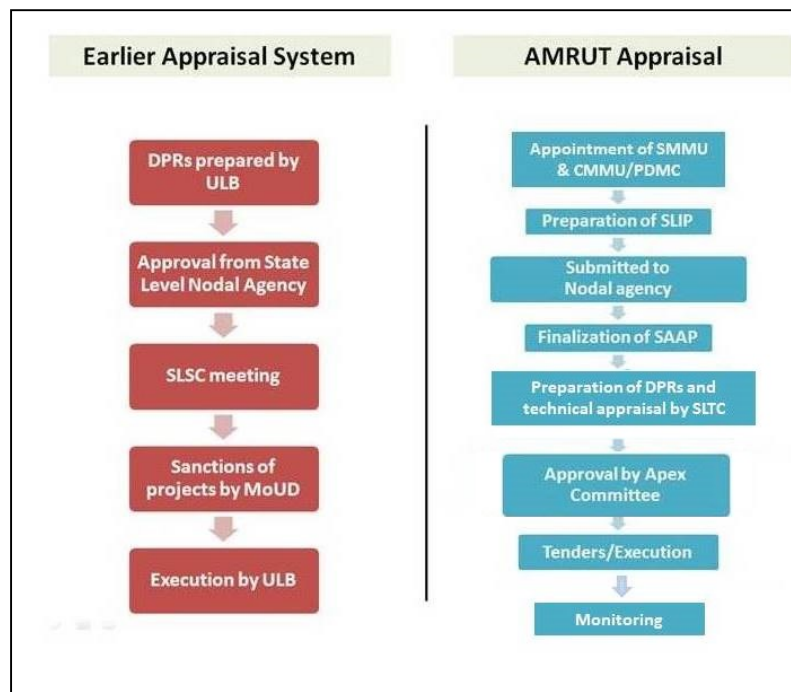 Earlier Appraisal System
DPRs prepared by
ULB
Approval from State
Level Nodal Agency
SLSC meeting
Sanctions of
projects by MoUD
Execution by ULB
AMRUT Appraisal
Appointment of SMMU
& CMMU/PDMC
Preparation of SLIP
Submitted to
Nodal agency
Finalization of SAAP
Preparation of DPRs and
technical appraisal by SLTC
Approval by Apex
Committee
Tenders/Execution
Monitoring